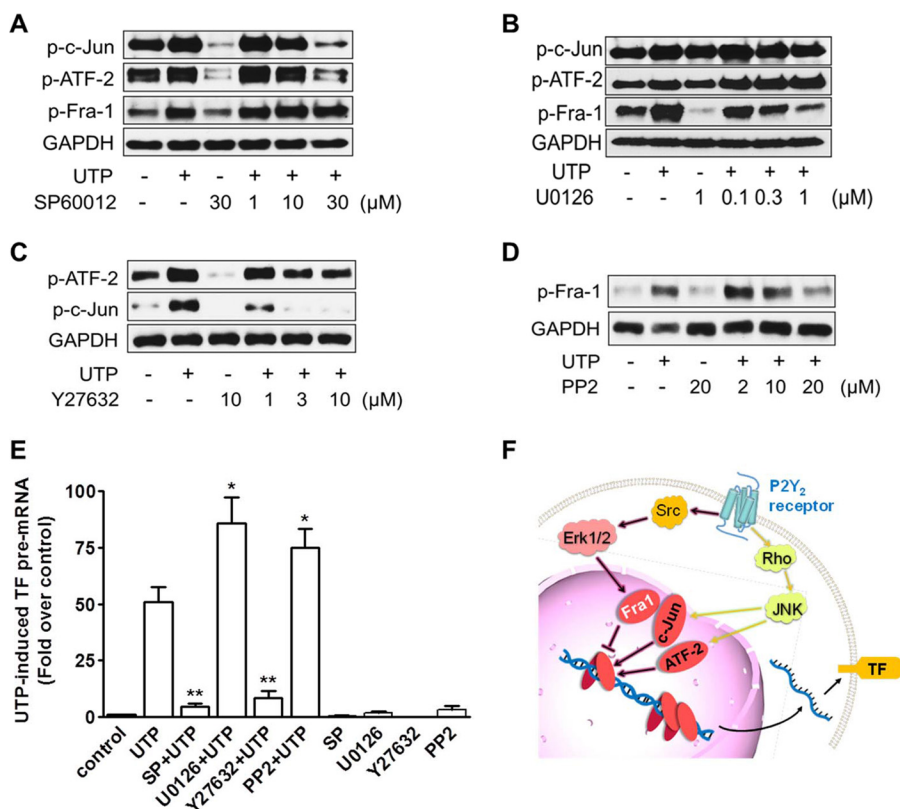 A
p-c-Jun
p-ATF-2
p-Fra-1
GAPDH
UTP - + - + + +
SP60012 - - 30 1 10 30 (μM)
B
p-c-Jun
p-ATF-2
p-Fra-1
GAPDH
UTP - + - + + +
U0126 - - 1 0.1 0.3 1 (μM)
C
p-ATF-2
p-c-Jun
GAPDH
UTP - + - + + +
Y27632 - - 10 1 3 10 (μM)
D
p-Fra-1
GAPDH
UTP - + - + + +
PP2 - - 20 2 10 20 (μM)
E
UTP-induced TF pre-mRNA
(Fold over control)
100
75
50
25
0
*
*
**
**
control
UTP
SP+UTP
U0126+UTP
Y27632+UTP
PP2+UTP
SP
U0126
Y27632
PP2
F
P2Y₂
receptor
Src
Erk1/2
Rho
JNK
Fra1
c-Jun
ATF-2
TF